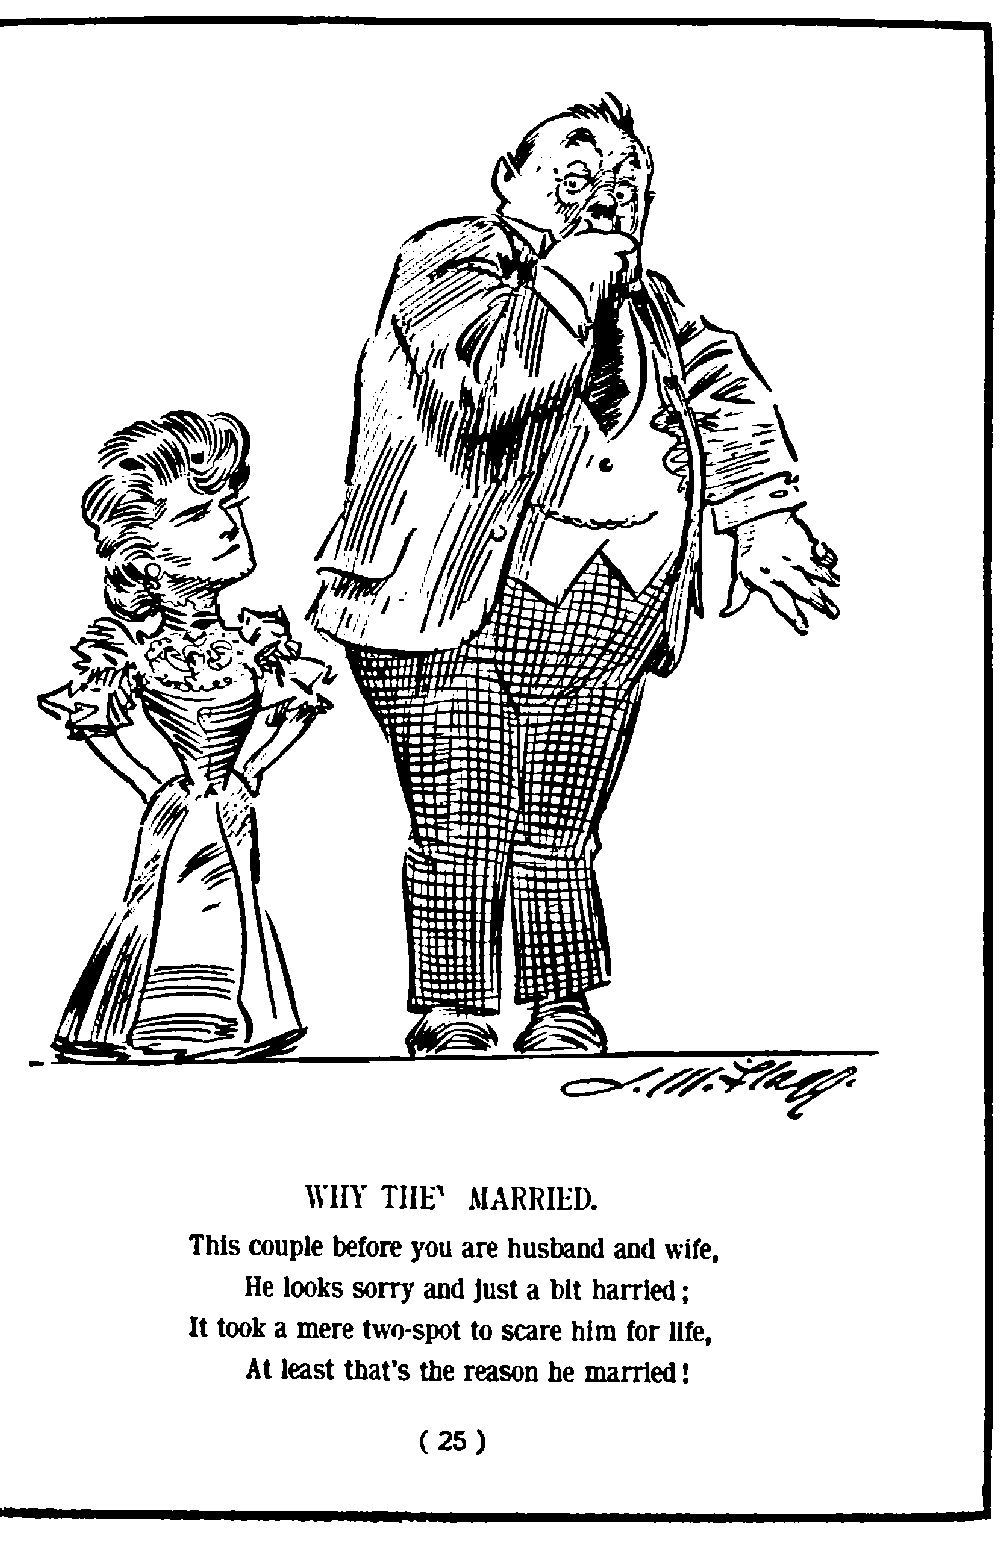 J. M. Flagg.
WHY THEY MARRIED.
This couple before you are husband and wife,
He looks sorry and just a bit harried;
It took a mere two-spot to scare him for life,
At least that's the reason he married!
( 25 )